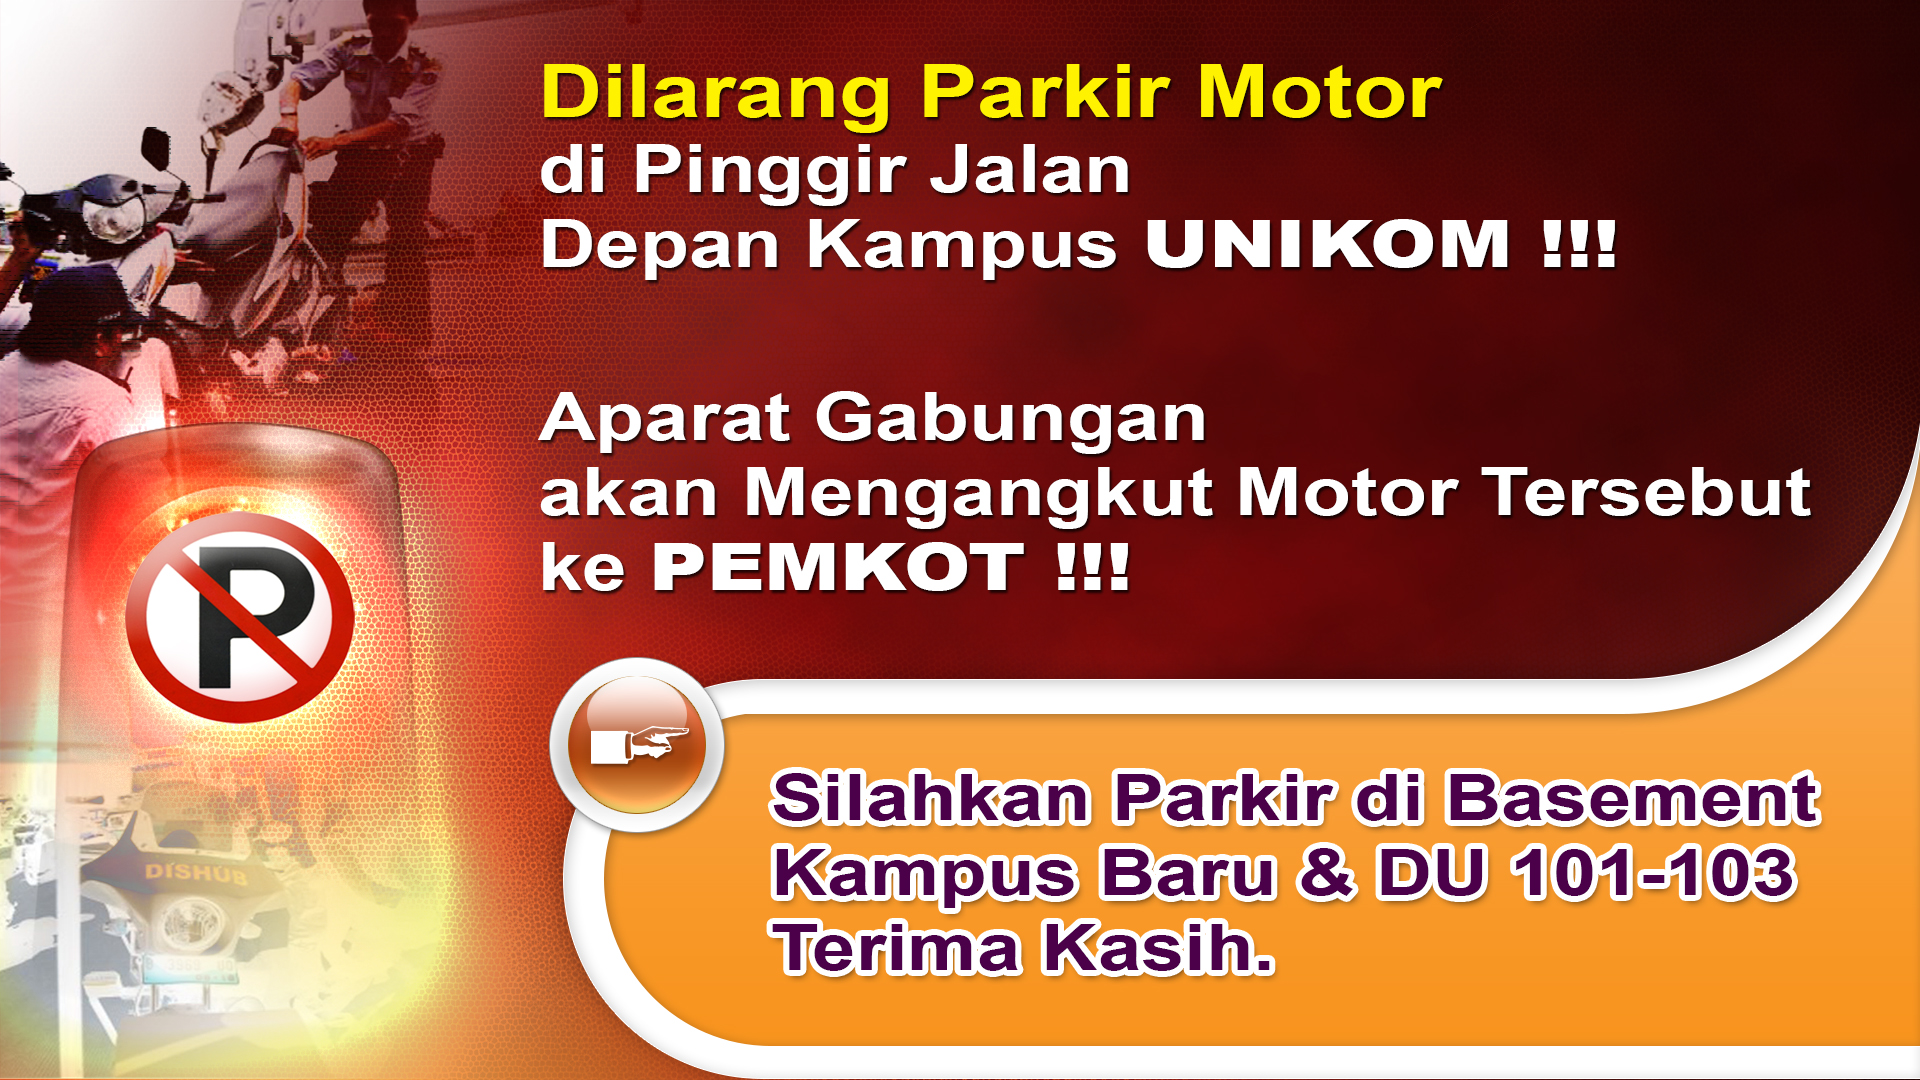 Dilarang Parkir Motor
di Pinggir Jalan
Depan Kampus UNIKOM !!!
Aparat Gabungan
akan Mengangkut Motor Tersebut
ke PEMKOT !!!
P
Silahkan Parkir di Basement
Kampus Baru & DU 101-103
Terima Kasih.
DISHUB